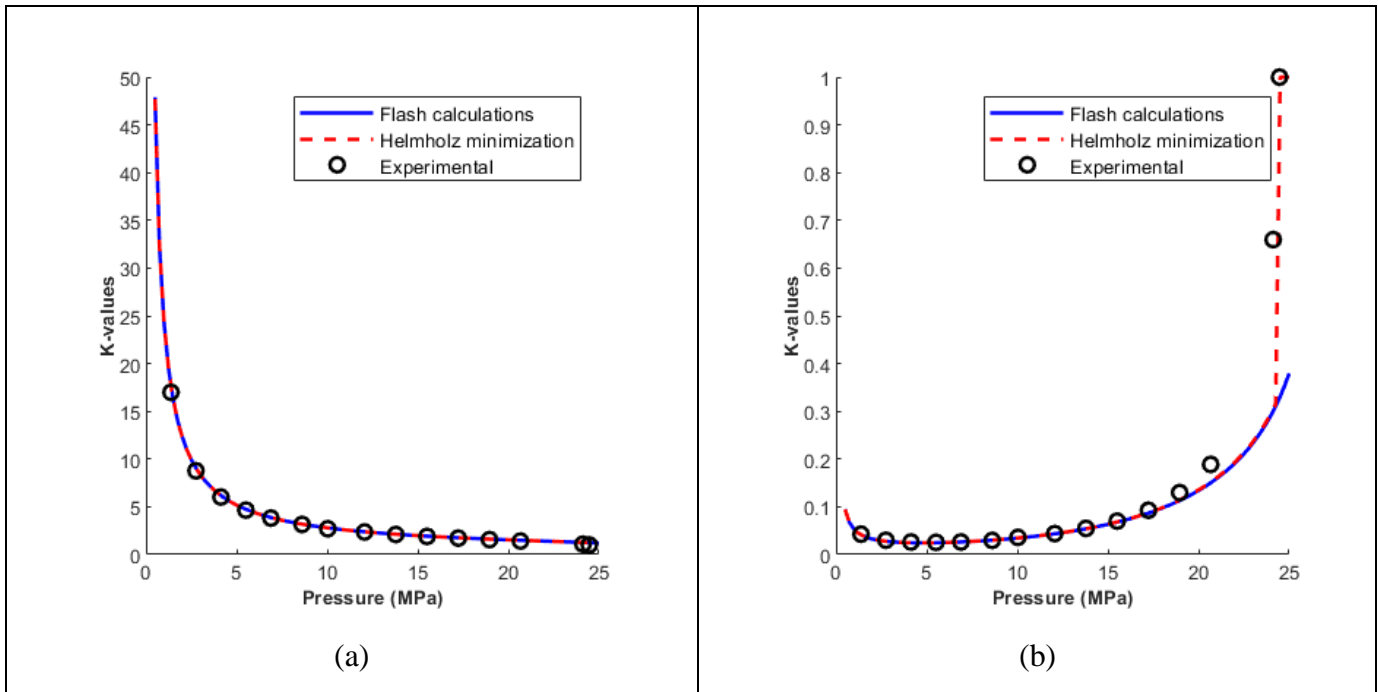 50
45
40
35
30
25
20
15
10
5
0
K-values
0 5 10 15 20 25
Pressure (MPa)
Flash calculations
Helmholz minimization
Experimental
(a)
1
0.9
0.8
0.7
0.6
0.5
0.4
0.3
0.2
0.1
0
K-values
0 5 10 15 20 25
Pressure (MPa)
Flash calculations
Helmholz minimization
Experimental
(b)